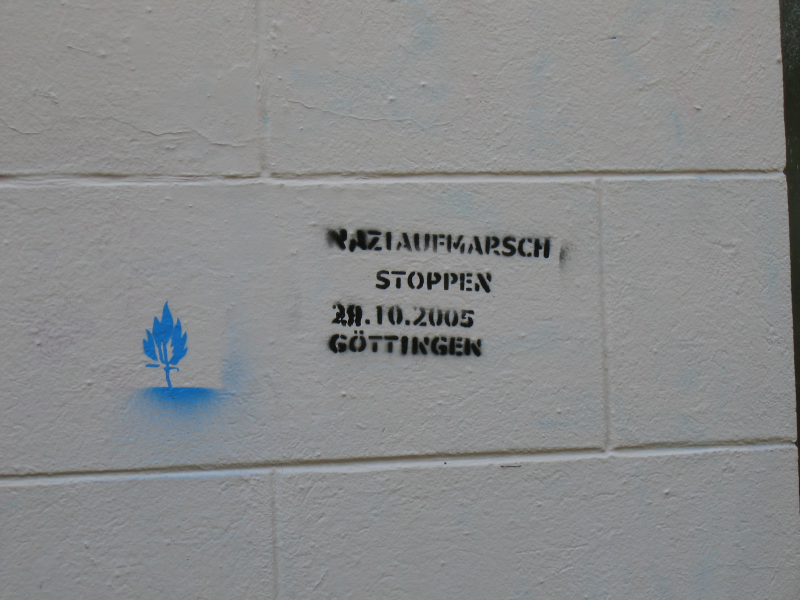 NAZIAUFMARSCH
STOPPEN
29.10.2005
GÖTTINGEN